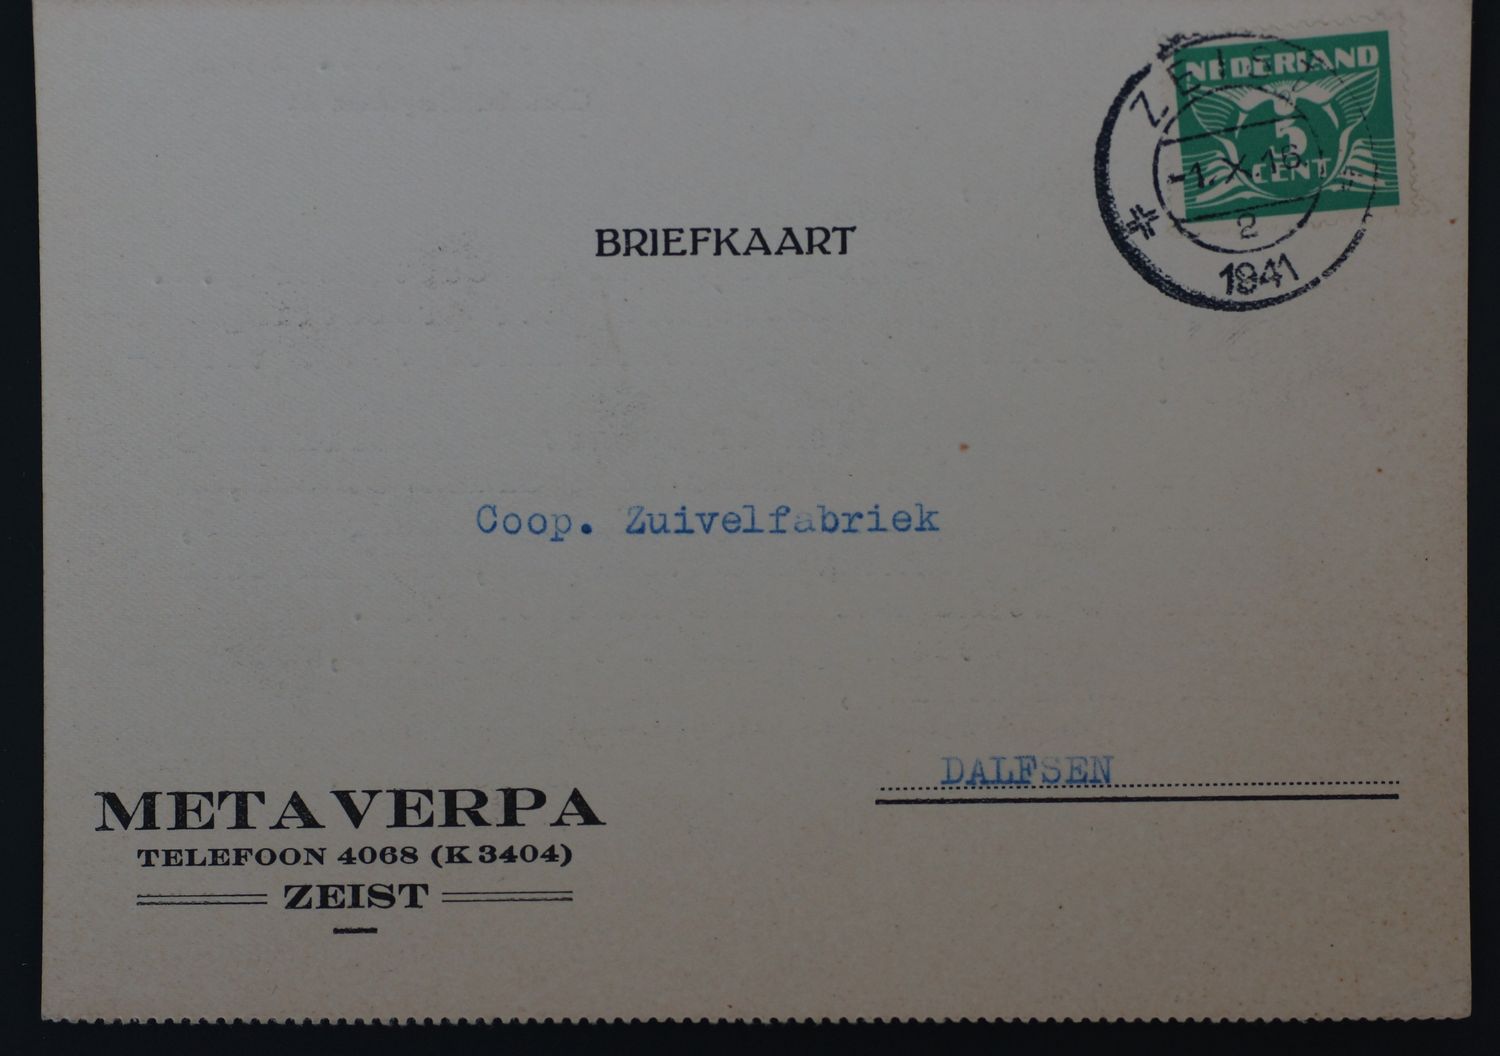 NEDERLAND
5
CENT
ZEIST
-1.X.16
2
1941
BRIEFKAART
Coop. Zuivelfabriek
DALFSEN
METAVERPA
TELEFOON 4068 (K 3404)
ZEIST